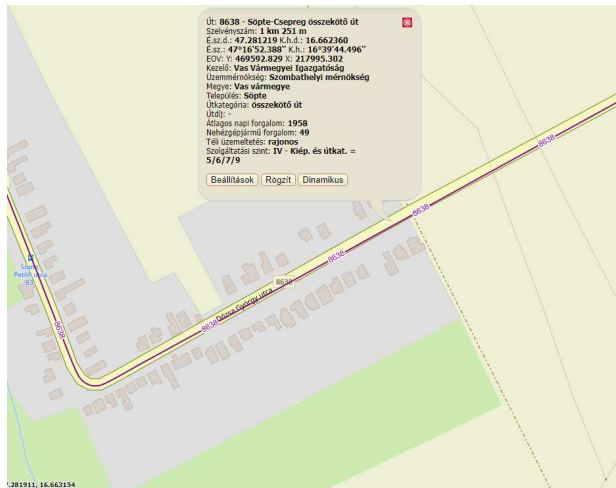 Út: 8638 - Söpte-Csepreg összekötő út
Szelvényszám: 1 km 251 m
É.sz.d.: 47.281219 K.h.d.: 16.662360
É.sz.: 47°16'52.388" K.h.: 16°39'44.496"
EOV: Y: 469592.829 X: 217995.302
Kezelő: Vas Vármegyei Igazgatóság
Üzemmérnökség: Szombathelyi mérnökség
Megye: Vas vármegye
Település: Söpte
Útkategória: összekötő út
Útdíj: -
Átlagos napi forgalom: 1958
Nehézgépjármű forgalom: 49
Téli üzemeltetés: rajonos
Szolgáltatási szint: IV - Kiép. és útkat. =
5/6/7/9
Beállítások Rögzít Dinamikus
8638
8638
8638
8638
Dózsa György utca
8638
8638
Söpte,
Petőfi utca
83.
.281911, 16.663154